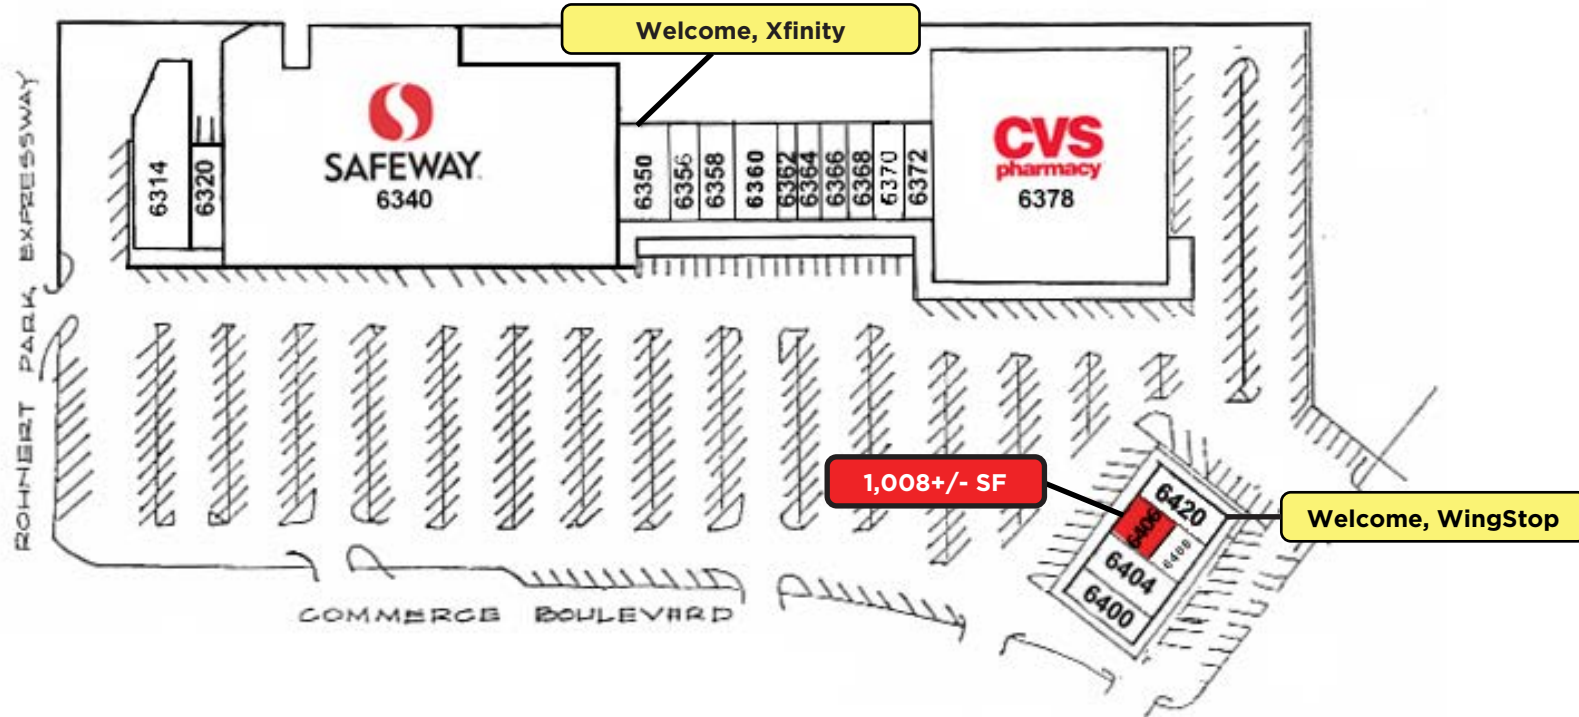 Welcome, Xfinity
ROHNERT PARK EXPRESSWAY
SAFEWAY
6340
CVS
pharmacy
6378
6314
6320
6350
6356
6358
6360
6362
6364
6366
6368
6370
6372
1,008+/- SF
Welcome, WingStop
6420
6406
6408
6404
6400
COMMERCE BOULEVARD